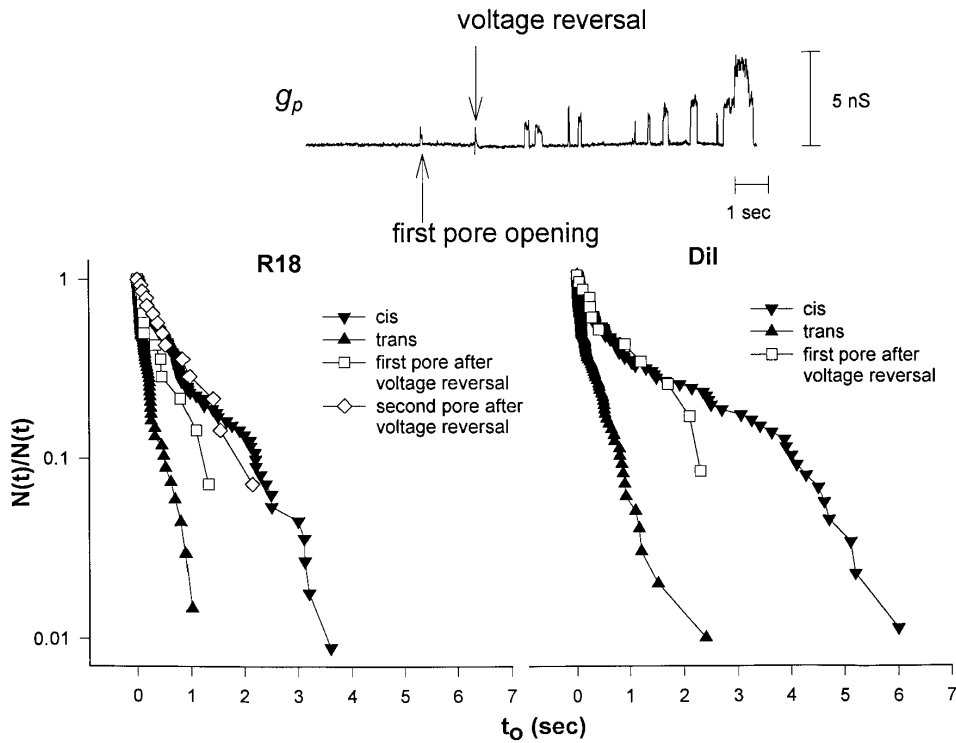 voltage reversal
gp
5 nS
1 sec
first pore opening
R18
cis
trans
first pore after
voltage reversal
second pore after
voltage reversal
DiI
cis
trans
first pore after
voltage reversal
N(t)/N(t)
1
0.1
0.01
0 1 2 3 4 5 6 7
0 1 2 3 4 5 6 7
to (sec)